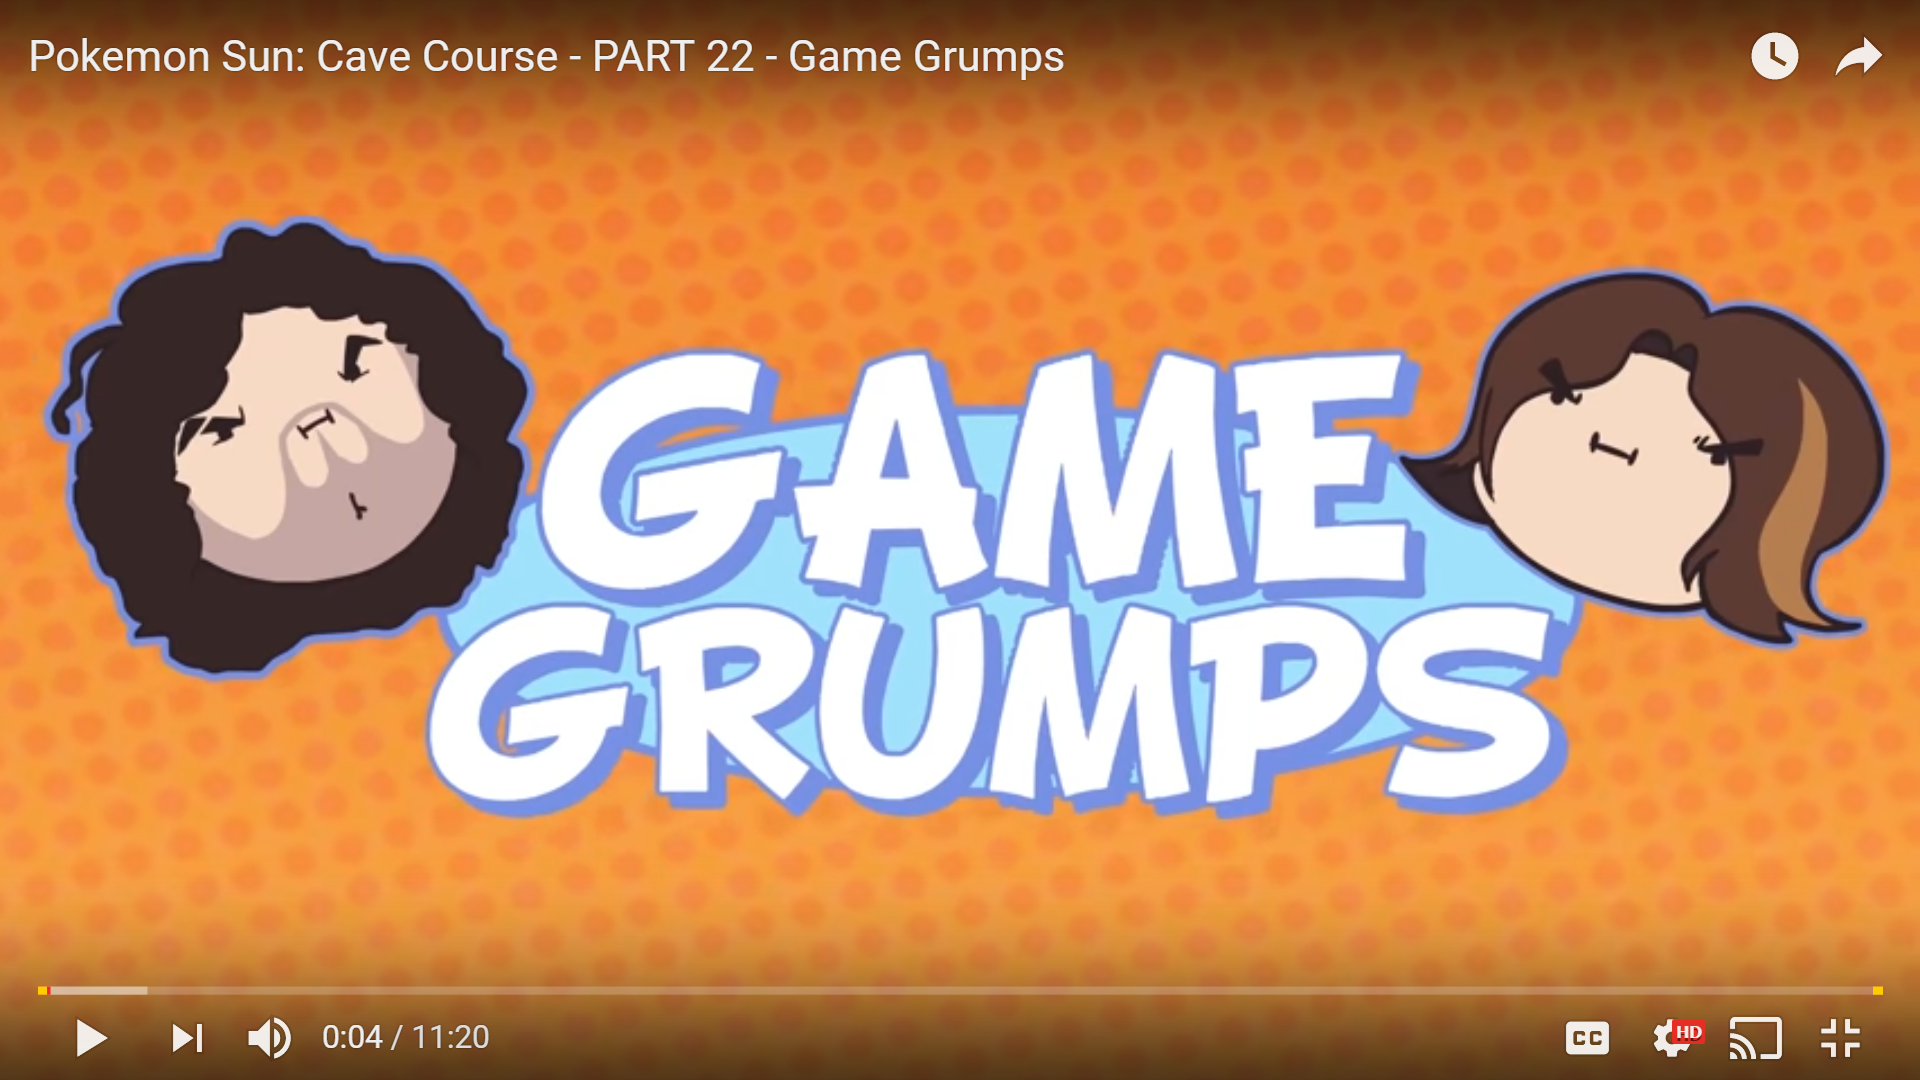 Pokemon Sun: Cave Course - PART 22 - Game Grumps
GAME
GRUMPS
0:04 / 11:20
CC
HD